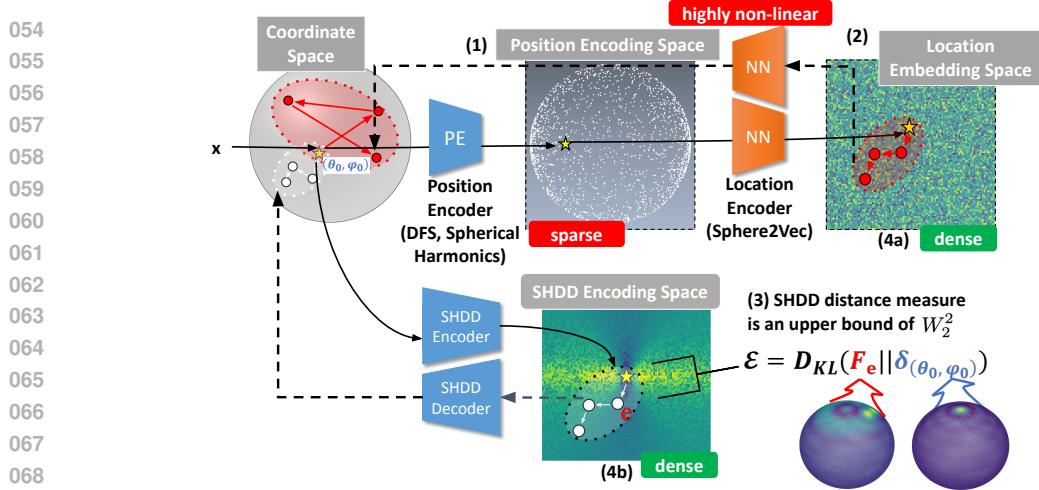 054
055
056
057
058
059
060
061
062
063
064
065
066
067
068
highly non-linear
Coordinate
Space
(1)
Position Encoding Space
(2)
Location
Embedding Space
NN
PE
NN
x
(θ₀, φ₀)
Position
Encoder
(DFS, Spherical
Harmonics)
sparse
Location
Encoder
(Sphere2Vec)
(4a)
dense
SHDD Encoding Space
(3) SHDD distance measure
is an upper bound of W₂²
SHDD
Encoder
ℰ = D_KL(F_e||δ_(θ₀, φ₀))
SHDD
Decoder
e
(4b)
dense